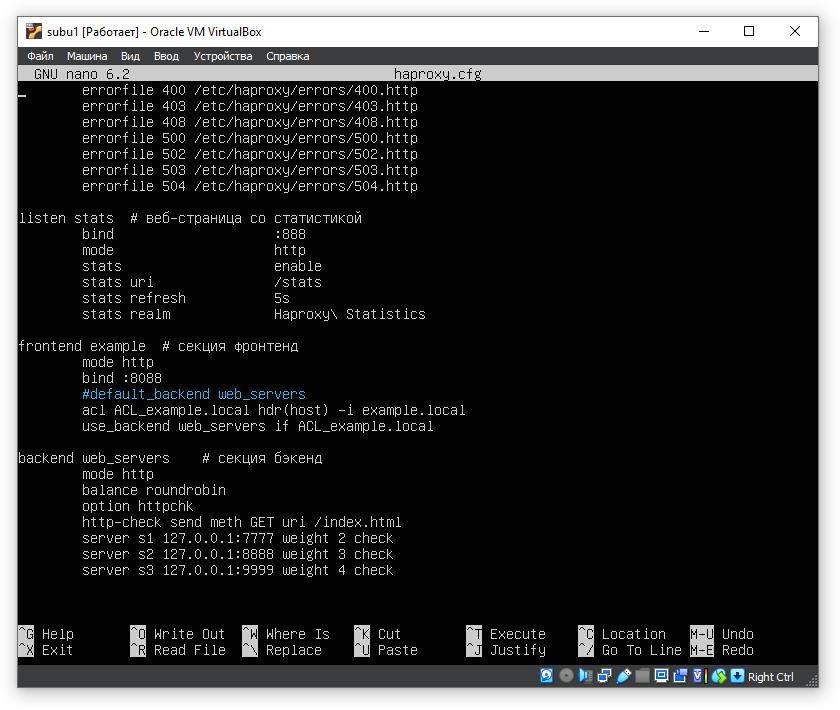 subu1 [Работает] - Oracle VM VirtualBox
Файл Машина Вид Ввод Устройства Справка
GNU nano 6.2 haproxy.cfg
errorfile 400 /etc/haproxy/errors/400.http
errorfile 403 /etc/haproxy/errors/403.http
errorfile 408 /etc/haproxy/errors/408.http
errorfile 500 /etc/haproxy/errors/500.http
errorfile 502 /etc/haproxy/errors/502.http
errorfile 503 /etc/haproxy/errors/503.http
errorfile 504 /etc/haproxy/errors/504.http
listen stats # веб-страница со статистикой
bind :888
mode http
stats enable
stats uri /stats
stats refresh 5s
stats realm Haproxy\ Statistics
frontend example # секция фронтенд
mode http
bind :8088
#default_backend web_servers
acl ACL_example.local hdr(host) -i example.local
use_backend web_servers if ACL_example.local
backend web_servers # секция бэкенд
mode http
balance roundrobin
option httpchk
http-check send meth GET uri /index.html
server s1 127.0.0.1:7777 weight 2 check
server s2 127.0.0.1:8888 weight 3 check
server s3 127.0.0.1:9999 weight 4 check
^G Help ^O Write Out ^W Where Is ^K Cut ^T Execute ^C Location M-U Undo
^X Exit ^R Read File ^\ Replace ^U Paste ^J Justify ^/ Go To Line M-E Redo
Right Ctrl